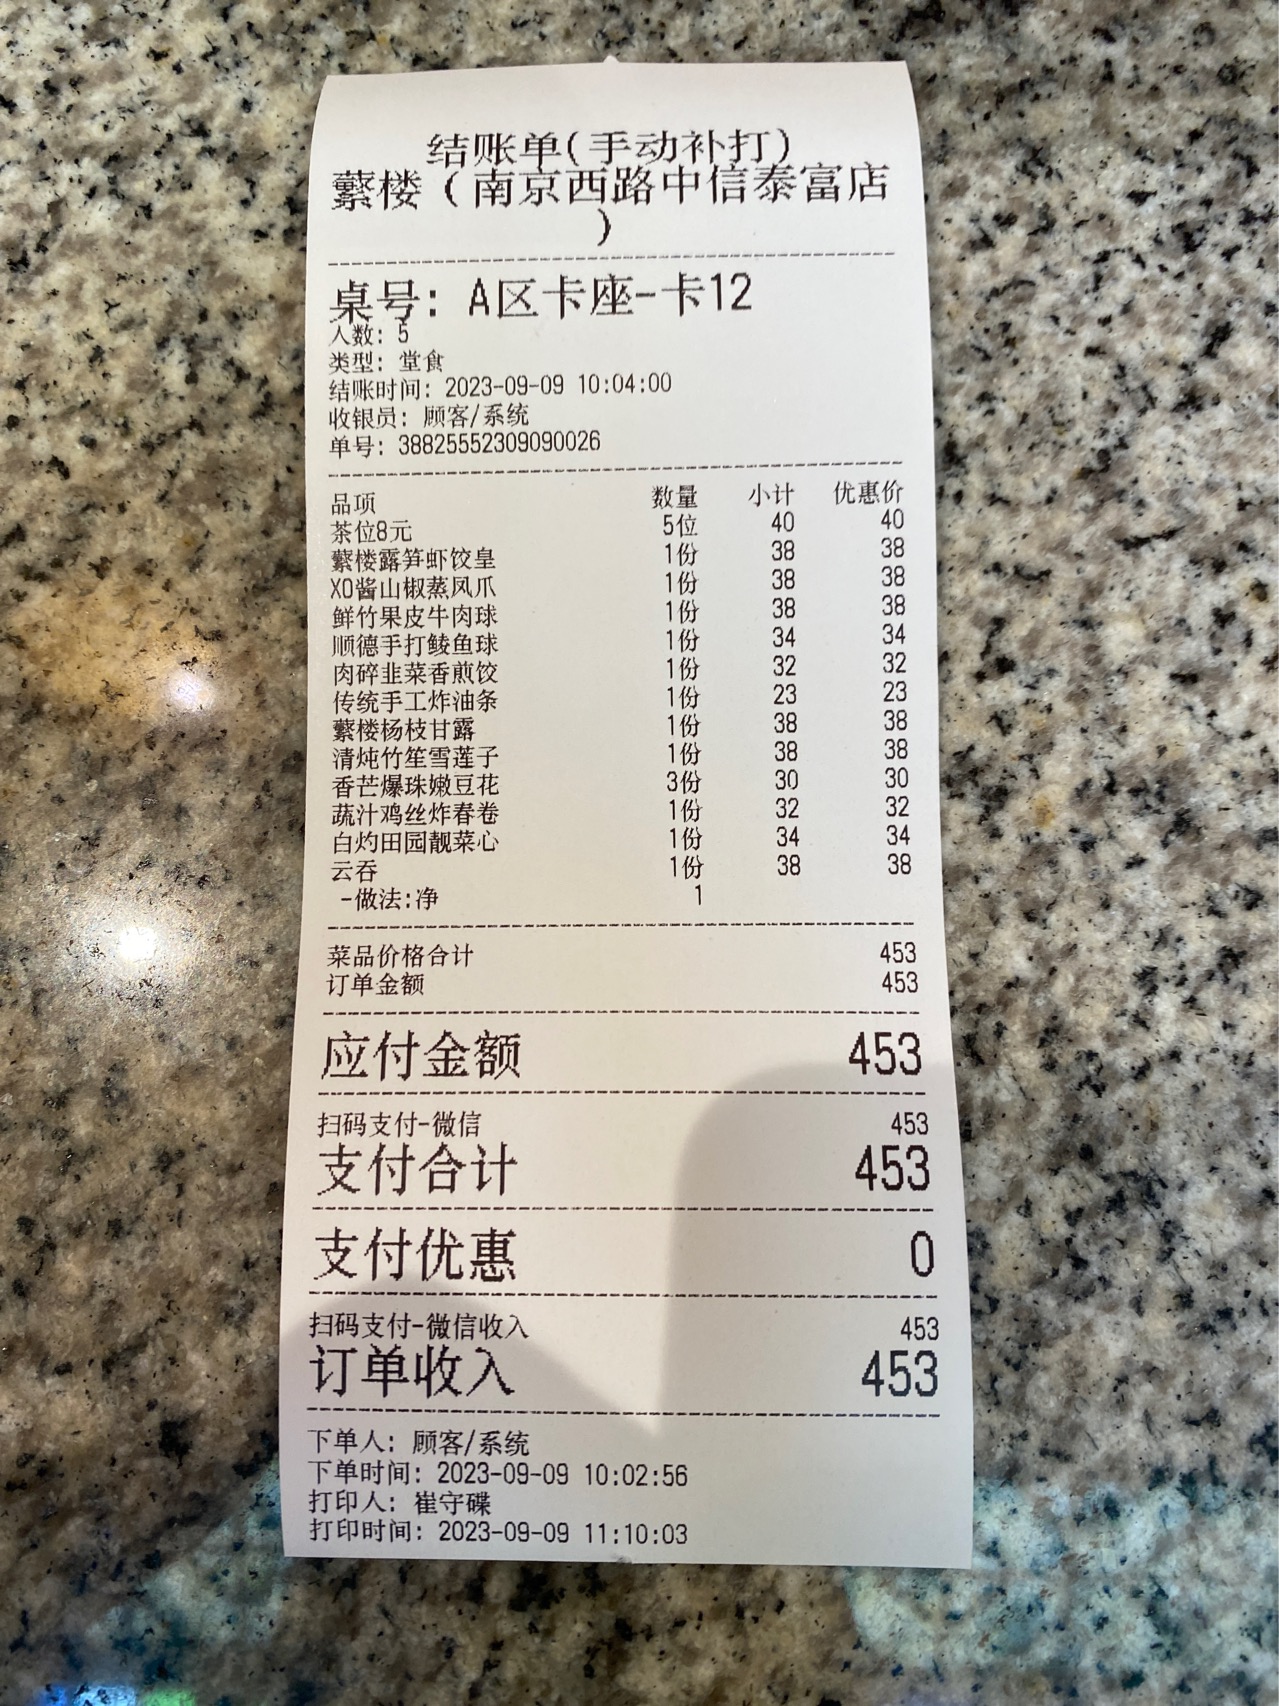 结账单(手动补打)
蘩楼(南京西路中信泰富店
)
桌号: A区卡座-卡12
人数: 5
类型: 堂食
结账时间: 2023-09-09 10:04:00
收银员: 顾客/系统
单号: 38825552309090026
品项 数量 小计 优惠价
茶位8元 5位 40 40
蘩楼露笋虾饺皇 1份 38 38
XO酱山椒蒸凤爪 1份 38 38
鲜竹果皮牛肉球 1份 38 38
顺德手打鲮鱼球 1份 34 34
肉碎韭菜香煎饺 1份 32 32
传统手工炸油条 1份 23 23
蘩楼杨枝甘露 1份 38 38
清炖竹笙雪莲子 1份 38 38
香芒爆珠嫩豆花 3份 30 30
蔬汁鸡丝炸春卷 1份 32 32
白灼田园靓菜心 1份 34 34
云吞 1份 38 38
-做法:净 1
菜品价格合计 453
订单金额 453
应付金额 453
扫码支付-微信 453
支付合计 453
支付优惠 0
扫码支付-微信收入 453
订单收入 453
下单人: 顾客/系统
下单时间: 2023-09-09 10:02:56
打印人: 崔守碟
打印时间: 2023-09-09 11:10:03